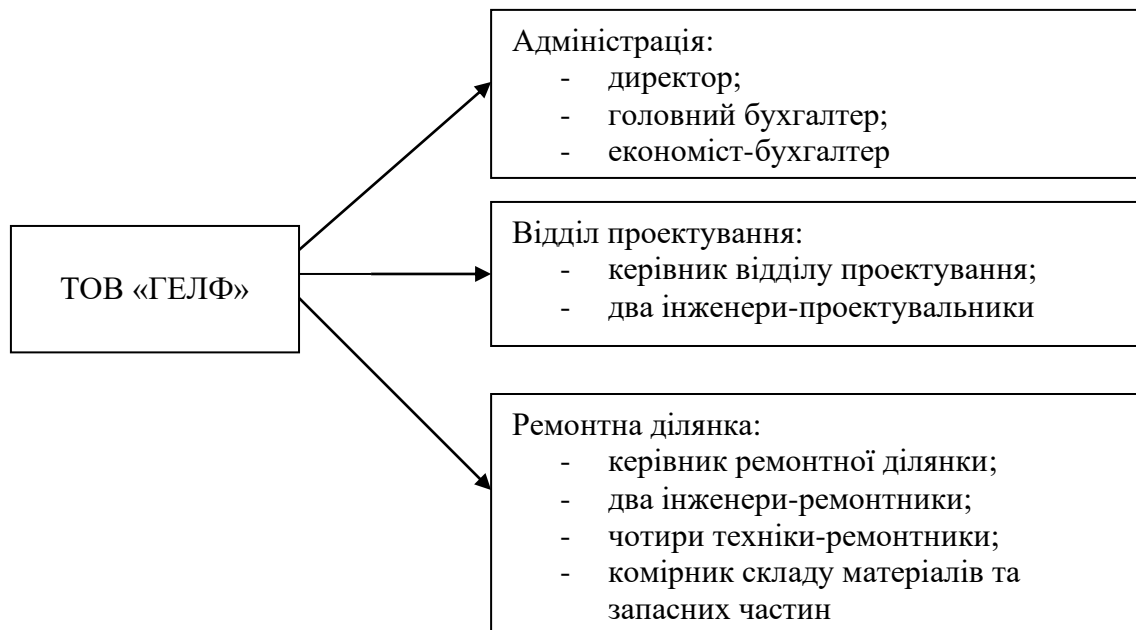 Адміністрація:
- директор;
- головний бухгалтер;
- економіст-бухгалтер
ТОВ «ГЕЛФ»
Відділ проектування:
- керівник відділу проектування;
- два інженери-проектувальники
Ремонтна ділянка:
- керівник ремонтної ділянки;
- два інженери-ремонтники;
- чотири техніки-ремонтники;
- комірник складу матеріалів та
запасних частин